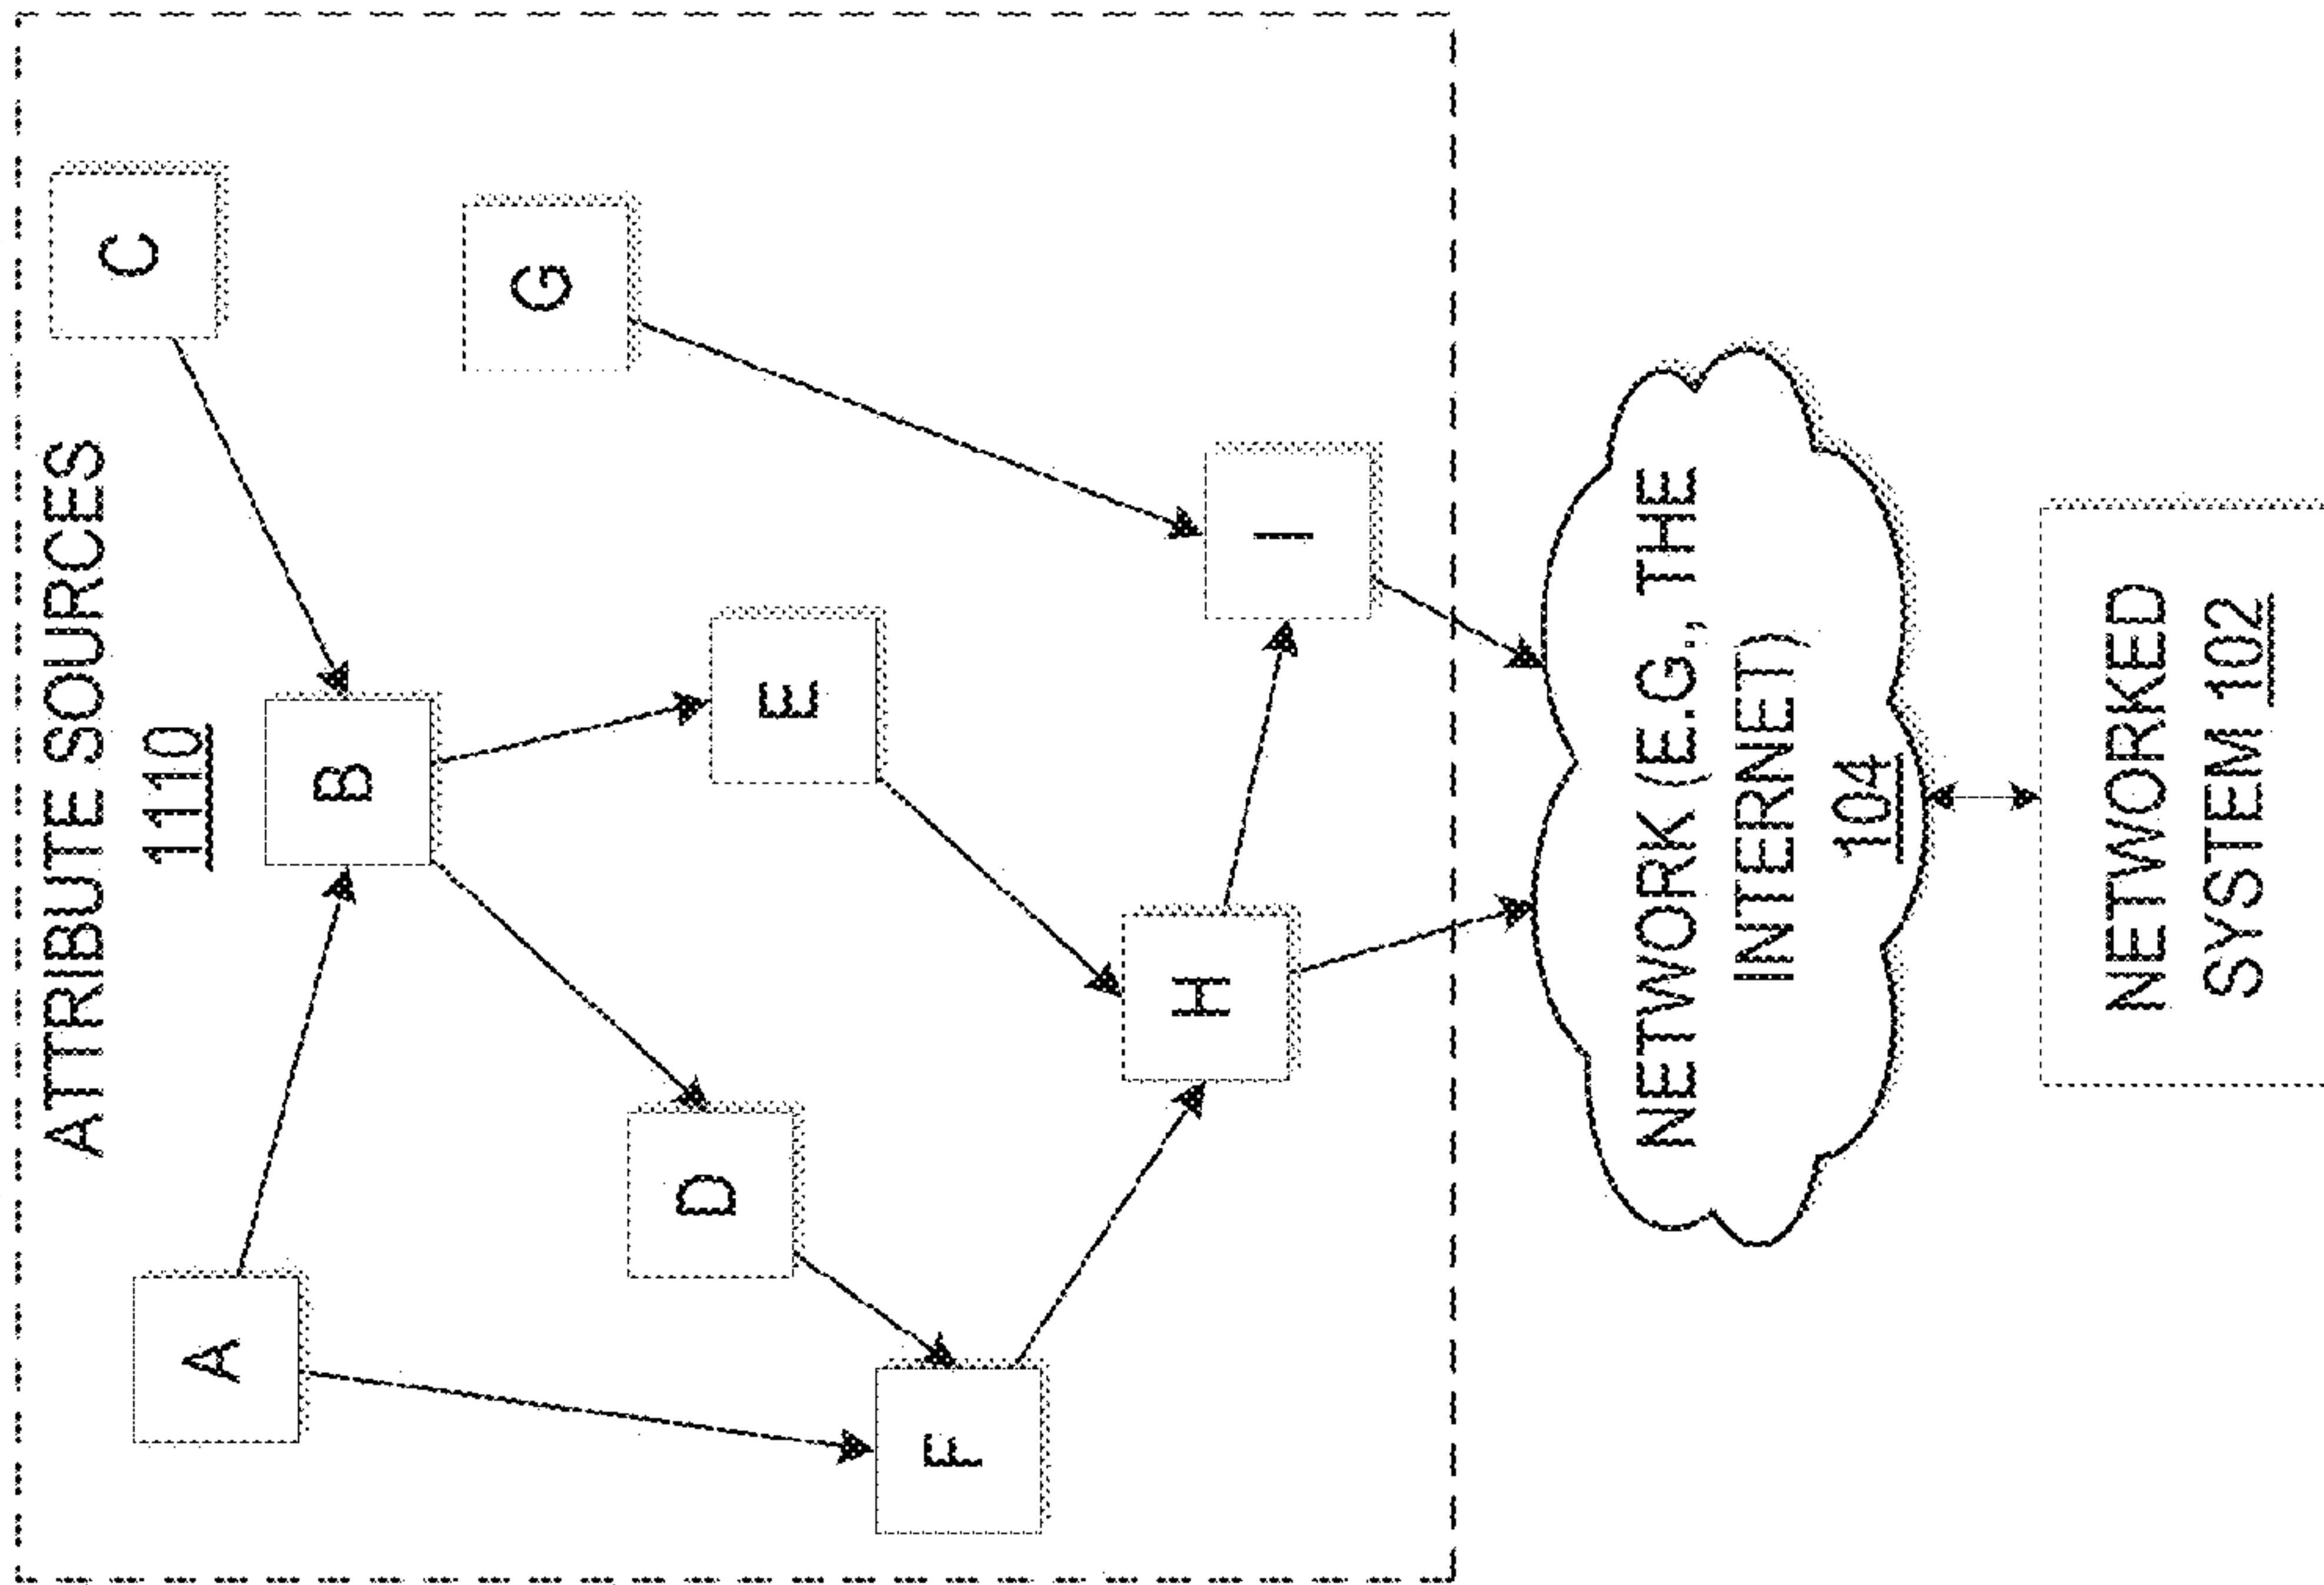 ATTRIBUTE SOURCES
1110
A
B
C
D
E
F
G
H
I
NETWORK (E.G., THE
INTERNET)
104
NETWORKED
SYSTEM 102